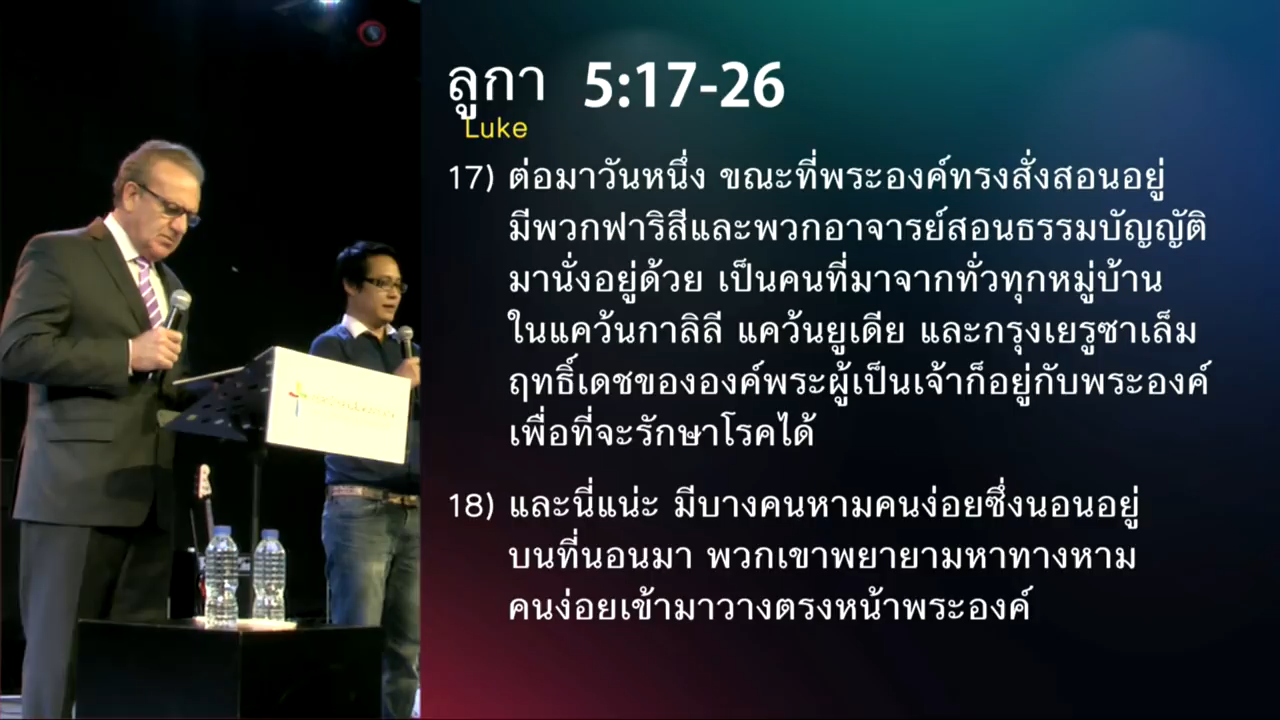 ลูกา 5:17-26
Luke
17) ต่อมาวันหนึ่ง ขณะที่พระองค์ทรงสั่งสอนอยู่
มีพวกฟาริสีและพวกอาจารย์สอนธรรมบัญญัติ
มานั่งอยู่ด้วย เป็นคนที่มาจากทั่วทุกหมู่บ้าน
ในแคว้นกาลิลี แคว้นยูเดีย และกรุงเยรูซาเล็ม
ฤทธิ์เดชขององค์พระผู้เป็นเจ้าก็อยู่กับพระองค์
เพื่อที่จะรักษาโรคได้
18) และนี่แน่ะ มีบางคนหามคนง่อยซึ่งนอนอยู่
บนที่นอนมา พวกเขาพยายามหาทางหาม
คนง่อยเข้ามาวางตรงหน้าพระองค์